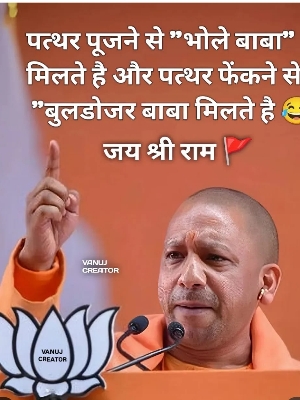 पत्थर पूजने से "भोले बाबा"
मिलते है और पत्थर फेंकने से
"बुलडोजर बाबा मिलते है 😂
जय श्री राम 🚩
VANUJ
CREATOR
VANUJ
CREATOR